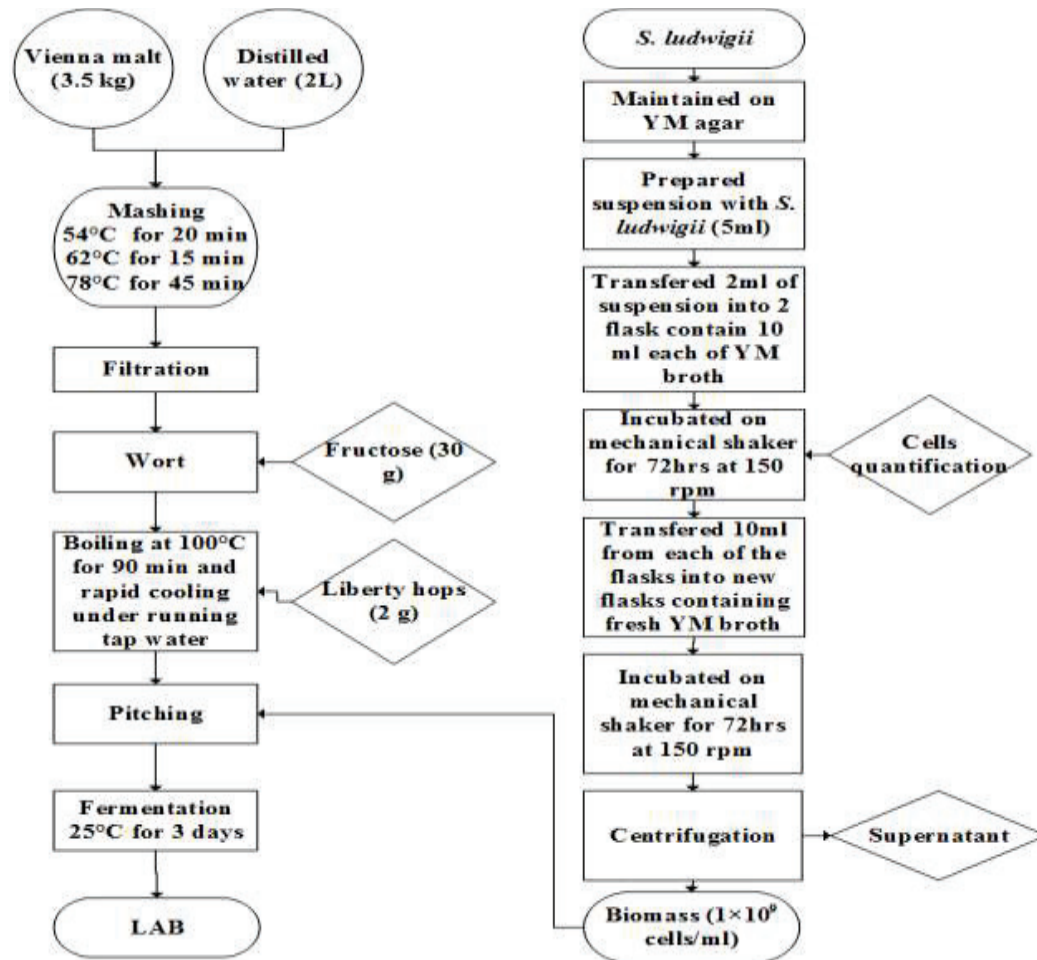 Vienna malt
(3.5 kg)
Distilled
water (2L)
Mashing
54°C for 20 min
62°C for 15 min
78°C for 45 min
Filtration
Wort
Fructose (30
g)
Boiling at 100°C
for 90 min and
rapid cooling
under running
tap water
Liberty hops
(2 g)
Pitching
Fermentation
25°C for 3 days
LAB
S. ludwigii
Maintained on
YM agar
Prepared
suspension with S.
ludwigii (5ml)
Transfered 2ml of
suspension into 2
flask contain 10
ml each of YM
broth
Incubated on
mechanical shaker
for 72hrs at 150
rpm
Cells
quantification
Transfered 10ml
from each of the
flasks into new
flasks containing
fresh YM broth
Incubated on
mechanical
shaker for 72hrs
at 150 rpm
Centrifugation
Supernatant
Biomass (1×10⁹
cells/ml)